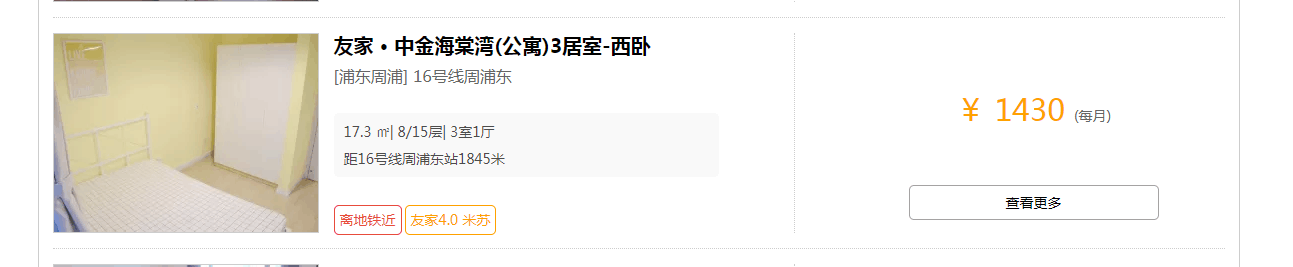 友家 · 中金海棠湾(公寓)3居室-西卧
[浦东周浦] 16号线周浦东
17.3 ㎡| 8/15层| 3室1厅
距16号线周浦东站1845米
离地铁近 友家4.0 米苏
¥ 1430 (每月)
查看更多